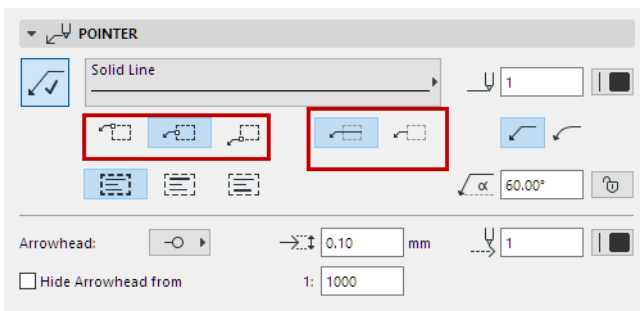 POINTER
Solid Line
1
α 60.00°
Arrowhead: 0.10 mm 1
Hide Arrowhead from 1: 1000